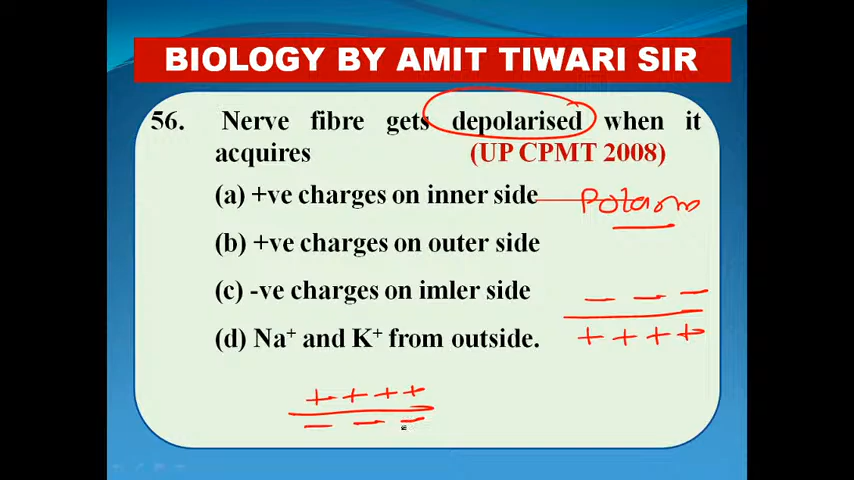 BIOLOGY BY AMIT TIWARI SIR
56. Nerve fibre gets depolarised when it
acquires (UP CPMT 2008)
(a) +ve charges on inner side
(b) +ve charges on outer side
(c) -ve charges on imler side
(d) Na⁺ and K⁺ from outside.
− − −
+ + + +
+ + + +
− − −